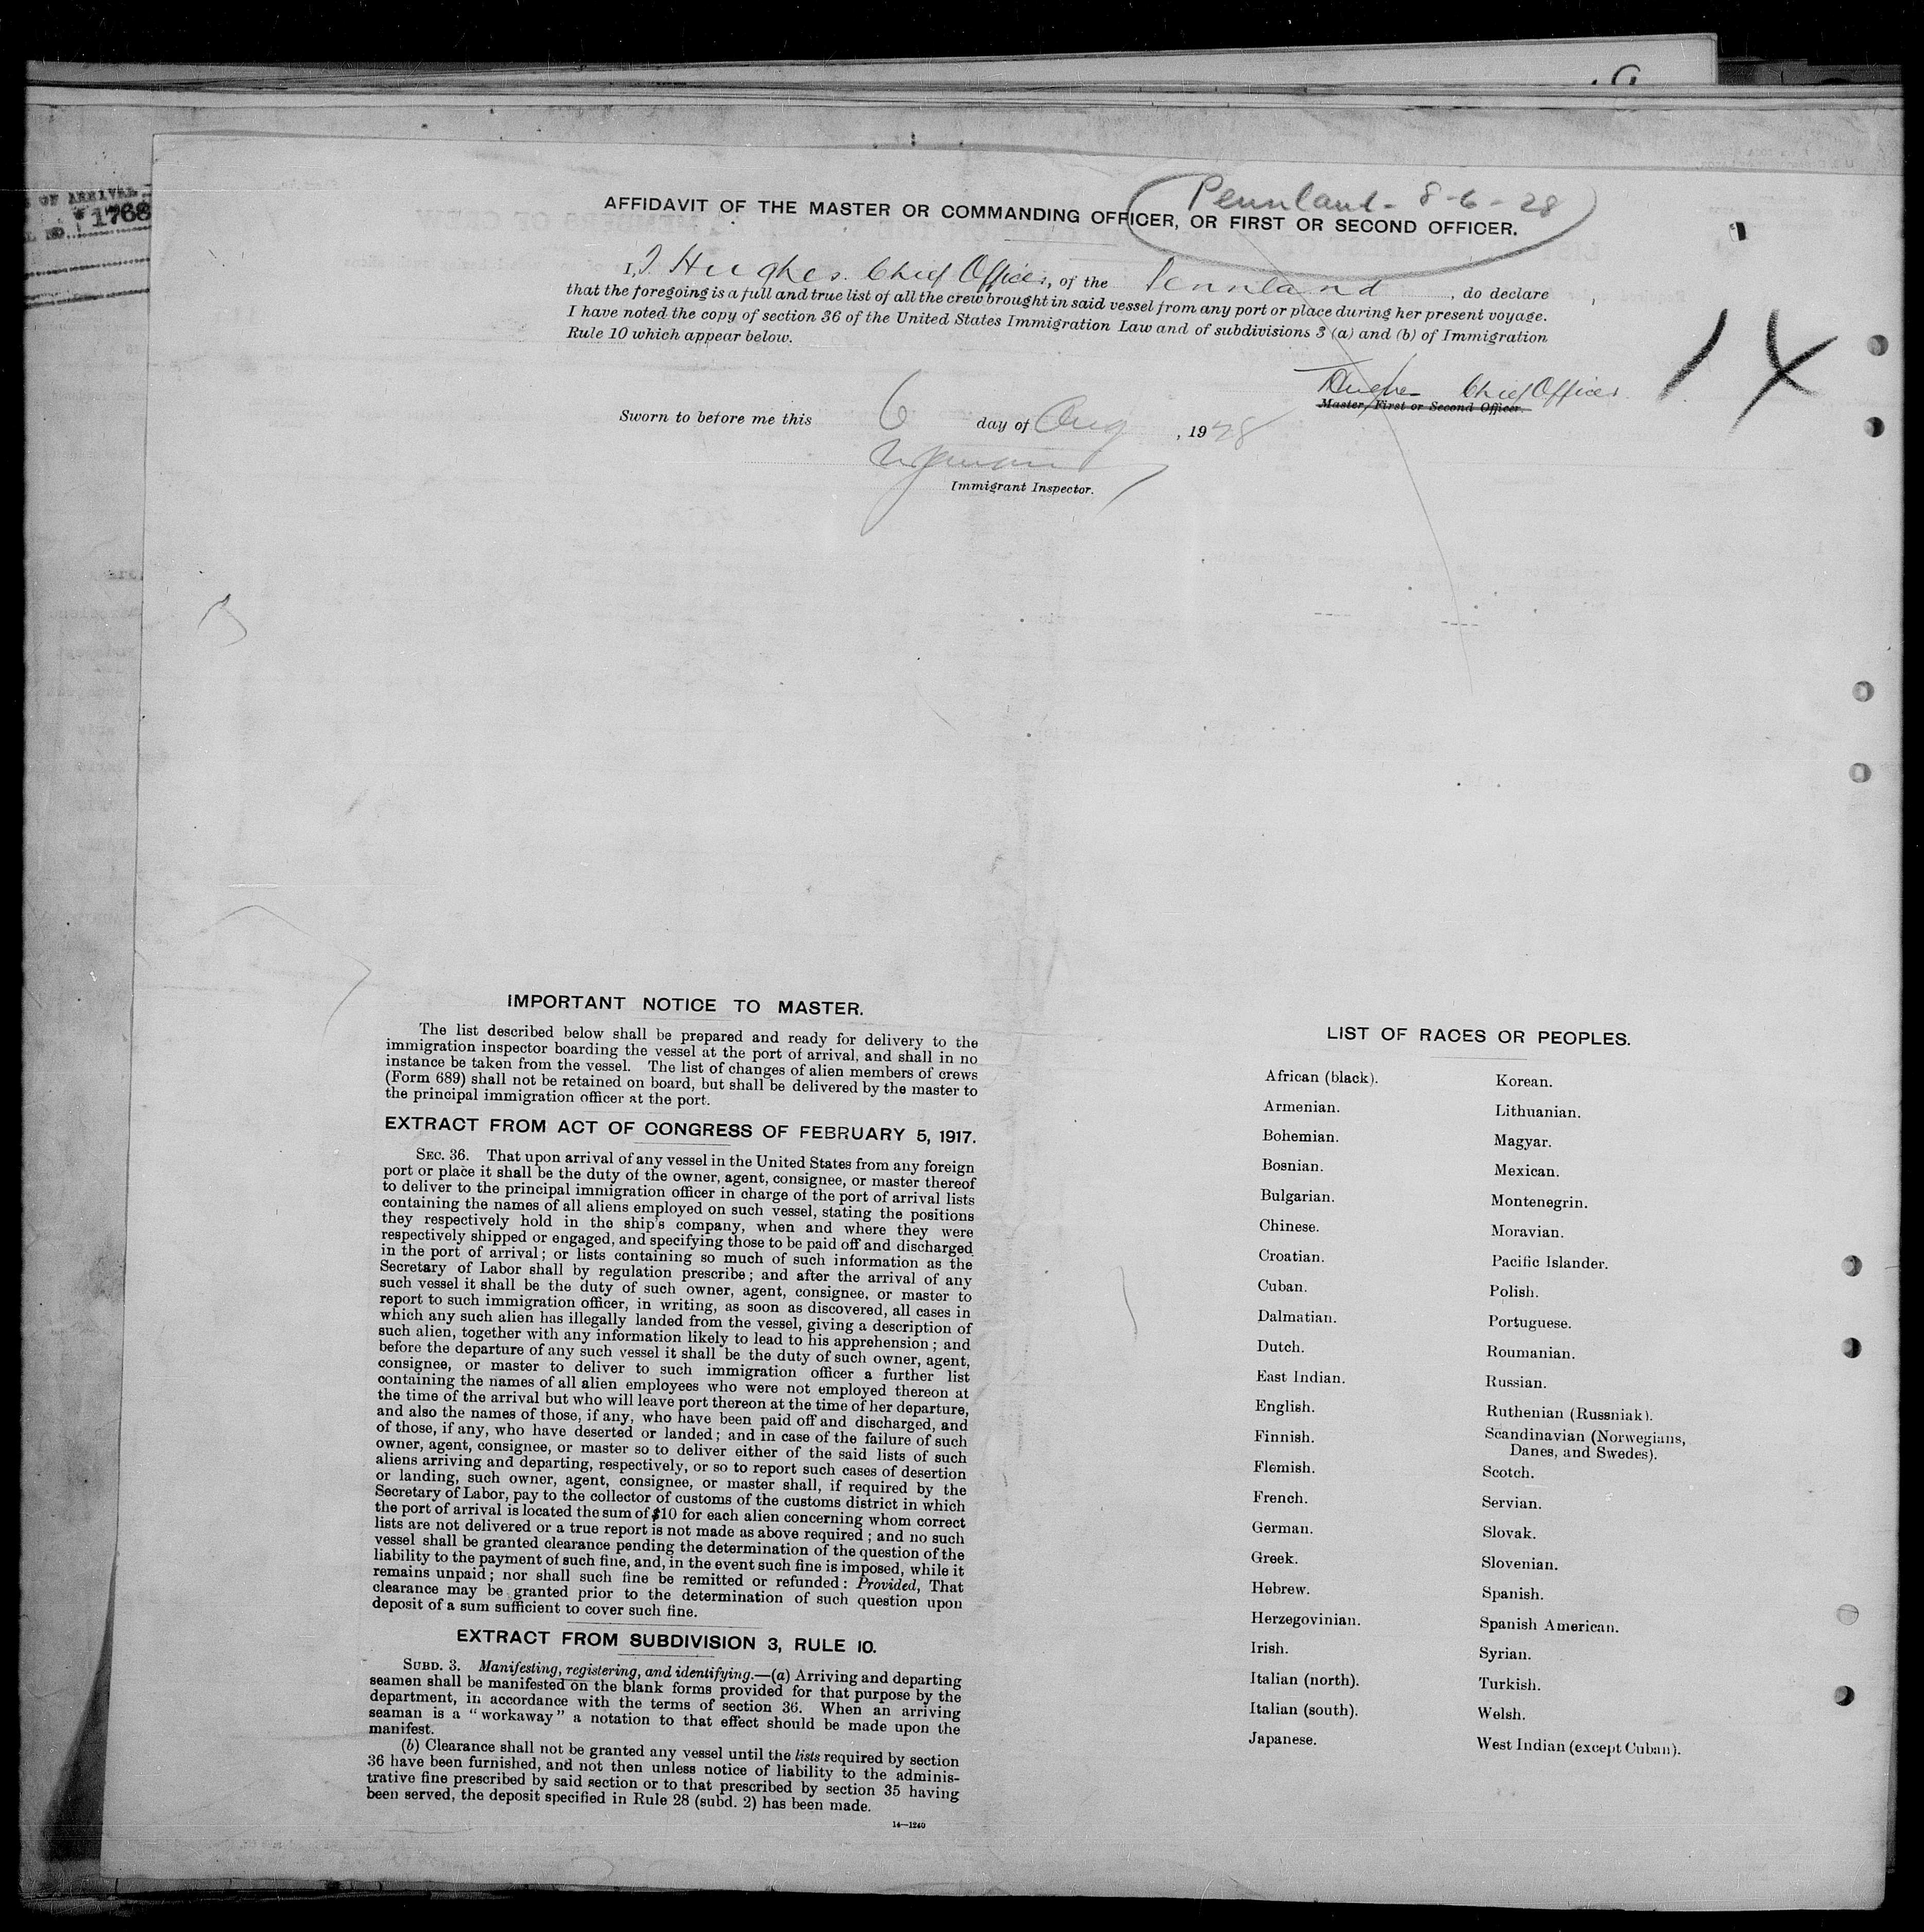 OF ARRIVAL
1768
Pennland - 8-6-28
AFFIDAVIT OF THE MASTER OR COMMANDING OFFICER, OR FIRST OR SECOND OFFICER.
I, Hughes. Chief Officer, of the Pennland, do declare
that the foregoing is a full and true list of all the crew brought in said vessel from any port or place during her present voyage.
I have noted the copy of section 36 of the United States Immigration Law and of subdivisions 3 (a) and (b) of Immigration
Rule 10 which appear below.
14
Hughes Chief Officer
Master, First or Second Officer.
Sworn to before me this 6 day of Aug, 1928
Immigrant Inspector.
IMPORTANT NOTICE TO MASTER.
The list described below shall be prepared and ready for delivery to the
immigration inspector boarding the vessel at the port of arrival, and shall in no
instance be taken from the vessel. The list of changes of alien members of crews
(Form 689) shall not be retained on board, but shall be delivered by the master to
the principal immigration officer at the port.
EXTRACT FROM ACT OF CONGRESS OF FEBRUARY 5, 1917.
SEC. 36. That upon arrival of any vessel in the United States from any foreign
port or place it shall be the duty of the owner, agent, consignee, or master thereof
to deliver to the principal immigration officer in charge of the port of arrival lists
containing the names of all aliens employed on such vessel, stating the positions
they respectively hold in the ship's company, when and where they were
respectively shipped or engaged, and specifying those to be paid off and discharged
in the port of arrival; or lists containing so much of such information as the
Secretary of Labor shall by regulation prescribe; and after the arrival of any
such vessel it shall be the duty of such owner, agent, consignee, or master to
report to such immigration officer, in writing, as soon as discovered, all cases in
which any such alien has illegally landed from the vessel, giving a description of
such alien, together with any information likely to lead to his apprehension; and
before the departure of any such vessel it shall be the duty of such owner, agent,
consignee, or master to deliver to such immigration officer a further list
containing the names of all alien employees who were not employed thereon at
the time of the arrival but who will leave port thereon at the time of her departure,
and also the names of those, if any, who have been paid off and discharged, and
of those, if any, who have deserted or landed; and in case of the failure of such
owner, agent, consignee, or master so to deliver either of the said lists of such
aliens arriving and departing, respectively, or so to report such cases of desertion
or landing, such owner, agent, consignee, or master shall, if required by the
Secretary of Labor, pay to the collector of customs of the customs district in which
the port of arrival is located the sum of $10 for each alien concerning whom correct
lists are not delivered or a true report is not made as above required; and no such
vessel shall be granted clearance pending the determination of the question of the
liability to the payment of such fine, and, in the event such fine is imposed, while it
remains unpaid; nor shall such fine be remitted or refunded: Provided, That
clearance may be granted prior to the determination of such question upon
deposit of a sum sufficient to cover such fine.
EXTRACT FROM SUBDIVISION 3, RULE 10.
SUBD. 3. Manifesting, registering, and identifying.—(a) Arriving and departing
seamen shall be manifested on the blank forms provided for that purpose by the
department, in accordance with the terms of section 36. When an arriving
seaman is a "workaway" a notation to that effect should be made upon the
manifest.
(b) Clearance shall not be granted any vessel until the lists required by section
36 have been furnished, and not then unless notice of liability to the adminis-
trative fine prescribed by said section or to that prescribed by section 35 having
been served, the deposit specified in Rule 28 (subd. 2) has been made.
14—1240
LIST OF RACES OR PEOPLES.
African (black).
Armenian.
Bohemian.
Bosnian.
Bulgarian.
Chinese.
Croatian.
Cuban.
Dalmatian.
Dutch.
East Indian.
English.
Finnish.
Flemish.
French.
German.
Greek.
Hebrew.
Herzegovinian.
Irish.
Italian (north).
Italian (south).
Japanese.
Korean.
Lithuanian.
Magyar.
Mexican.
Montenegrin.
Moravian.
Pacific Islander.
Polish.
Portuguese.
Roumanian.
Russian.
Ruthenian (Russniak).
Scandinavian (Norwegians,
Danes, and Swedes).
Scotch.
Servian.
Slovak.
Slovenian.
Spanish.
Spanish American.
Syrian.
Turkish.
Welsh.
West Indian (except Cuban).